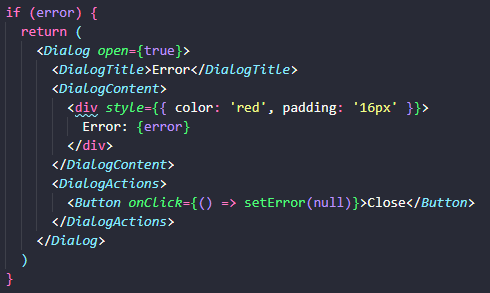 if (error) {
  return (
    <Dialog open={true}>
      <DialogTitle>Error</DialogTitle>
      <DialogContent>
        <div style={{ color: 'red', padding: '16px' }}>
          Error: {error}
        </div>
      </DialogContent>
      <DialogActions>
        <Button onClick={() => setError(null)}>Close</Button>
      </DialogActions>
    </Dialog>
  )
}